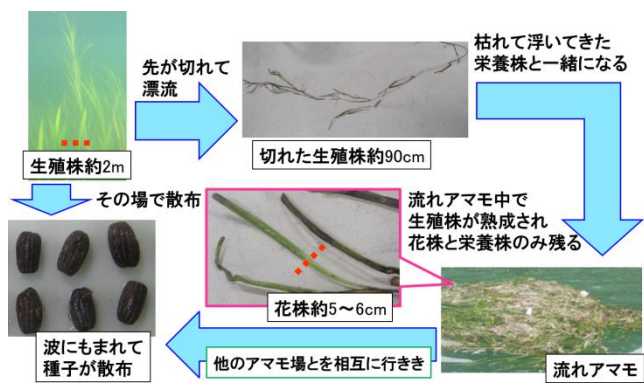 先が切れて
漂流
枯れて浮いてきた
栄養株と一緒になる
生殖株約2m
切れた生殖株約90cm
その場で散布
流れアマモ中で
生殖株が熟成され
花株と栄養株のみ残る
花株約5~6cm
波にもまれて
種子が散布
他のアマモ場とを相互に行き来
流れアマモ